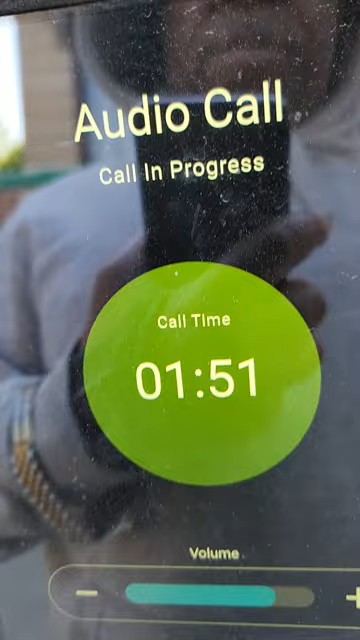 Audio Call
Call In Progress
Call Time
01:51
Volume
− +